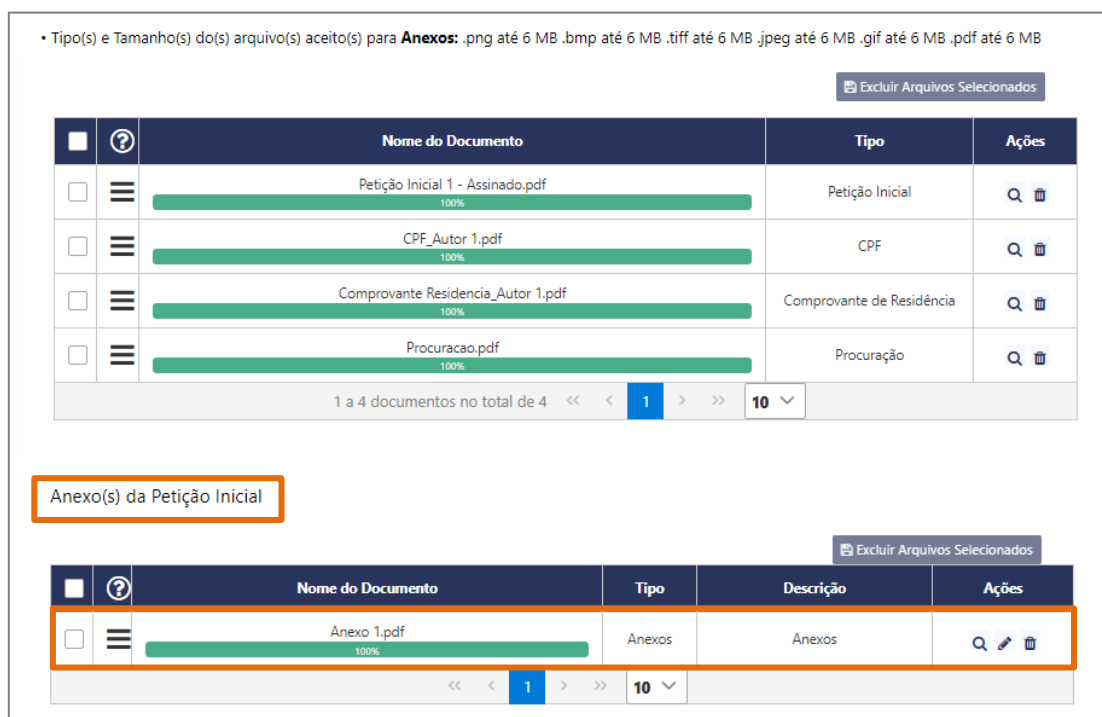 • Tipo(s) e Tamanho(s) do(s) arquivo(s) aceito(s) para Anexos: .png até 6 MB .bmp até 6 MB .tiff até 6 MB .jpeg até 6 MB .gif até 6 MB .pdf até 6 MB
Excluir Arquivos Selecionados
Nome do Documento Tipo Ações
Petição Inicial 1 - Assinado.pdf Petição Inicial
100%
CPF_Autor 1.pdf CPF
100%
Comprovante Residencia_Autor 1.pdf Comprovante de Residência
100%
Procuracao.pdf Procuração
100%
1 a 4 documentos no total de 4 << < 1 > >> 10
Anexo(s) da Petição Inicial
Excluir Arquivos Selecionados
Nome do Documento Tipo Descrição Ações
Anexo 1.pdf Anexos Anexos
100%
<< < 1 > >> 10